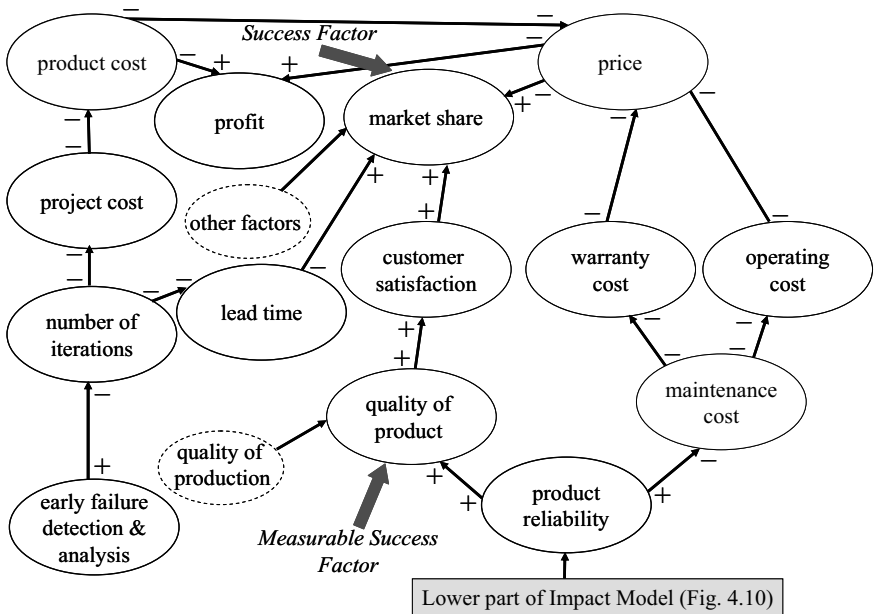 Success Factor
product cost
price
profit
market share
project cost
other factors
customer
satisfaction
warranty
cost
operating
cost
number of
iterations
lead time
maintenance
cost
quality of
product
quality of
production
product
reliability
early failure
detection &
analysis
Measurable Success
Factor
Lower part of Impact Model (Fig. 4.10)
− − − + + − + −
− − − −
+ + + −
− − − −
− − − −
+ + − − − −
− + + + + −